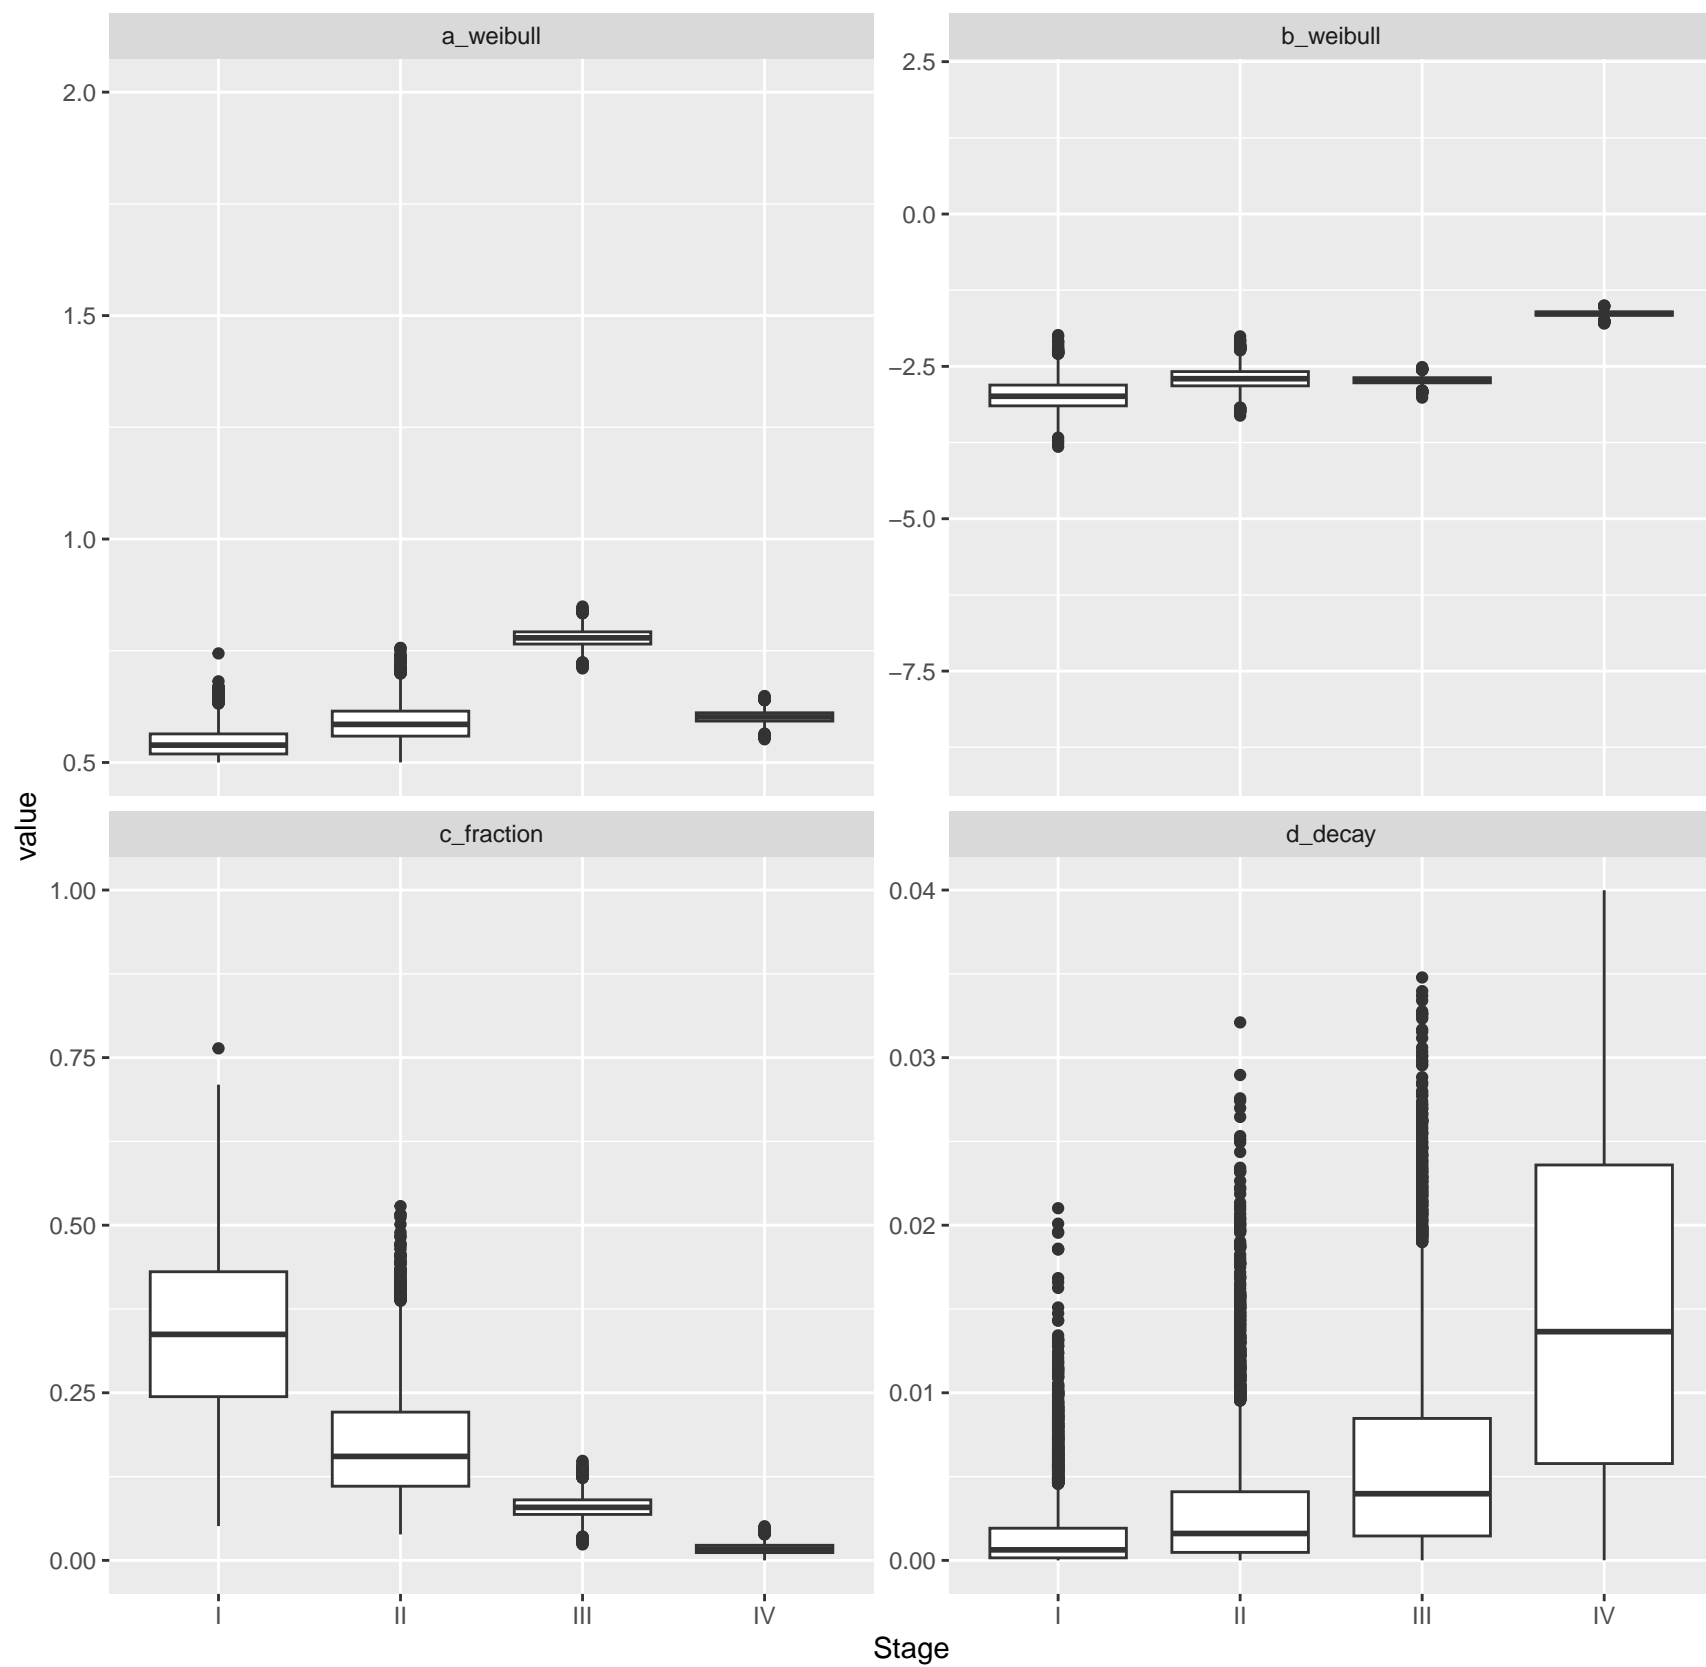 a_weibull
b_weibull
2.0
1.5
1.0
0.5
2.5
0.0
−2.5
−5.0
−7.5
value
c_fraction
d_decay
1.00
0.75
0.50
0.25
0.00
0.04
0.03
0.02
0.01
0.00
I II III IV
I II III IV
Stage